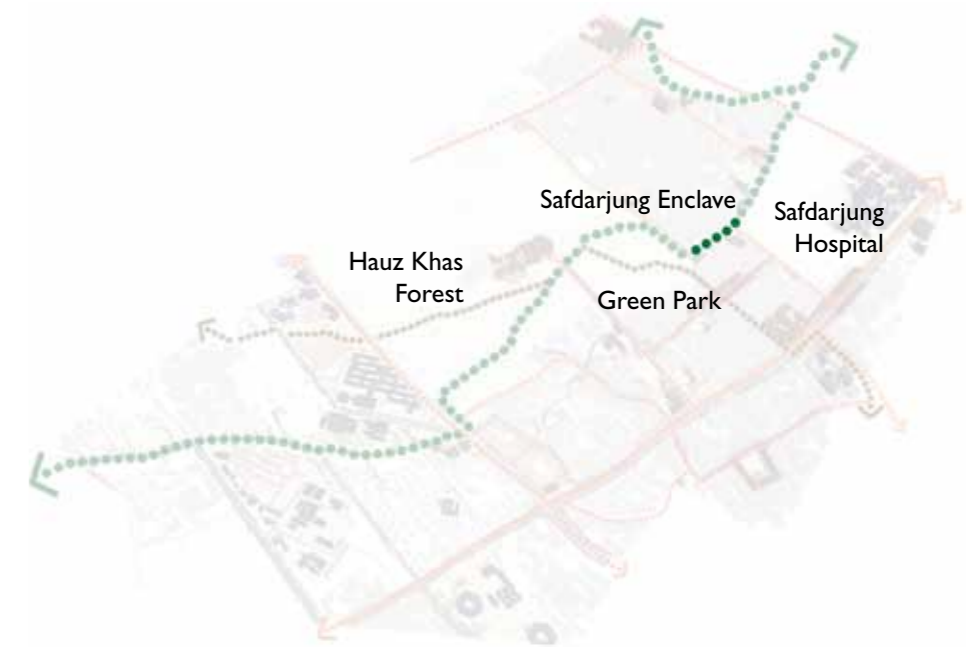 Safdarjung Enclave
Safdarjung
Hospital
Hauz Khas
Forest
Green Park